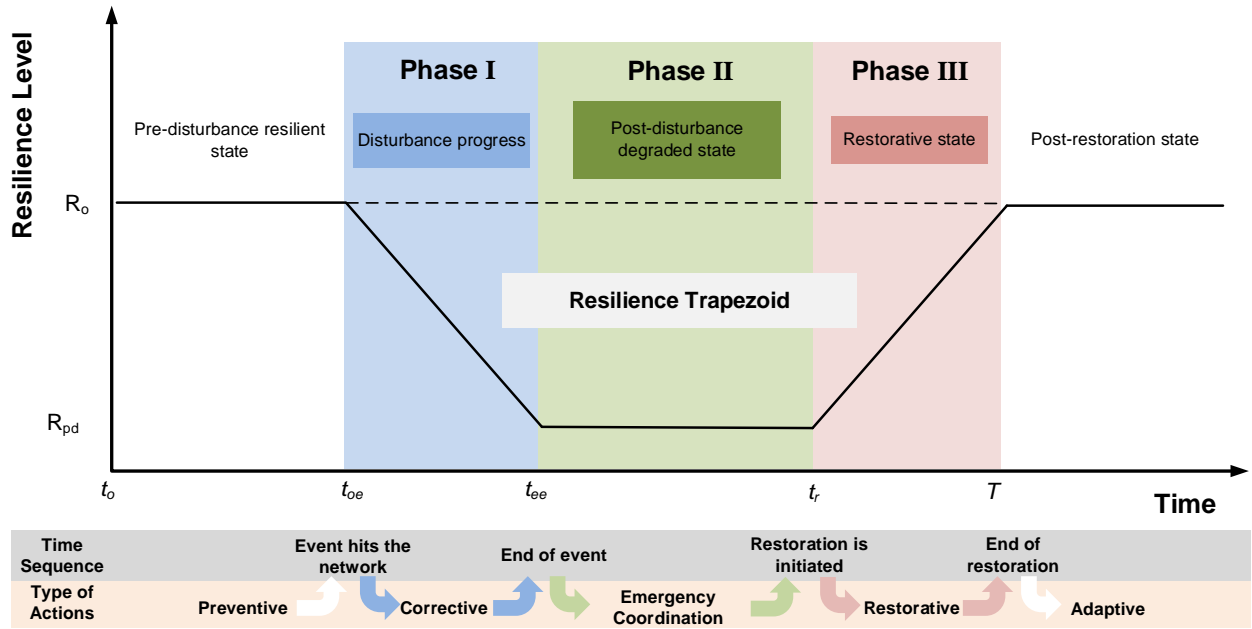 Resilience Level
Phase I
Phase II
Phase III
Pre-disturbance resilient
state
Disturbance progress
Post-disturbance
degraded state
Restorative state
Post-restoration state
Ro
Resilience Trapezoid
Rpd
to
toe
tee
tr
T
Time
Time
Sequence
Event hits the
network
End of event
Restoration is
initiated
End of
restoration
Type of
Actions
Preventive
Corrective
Emergency
Coordination
Restorative
Adaptive